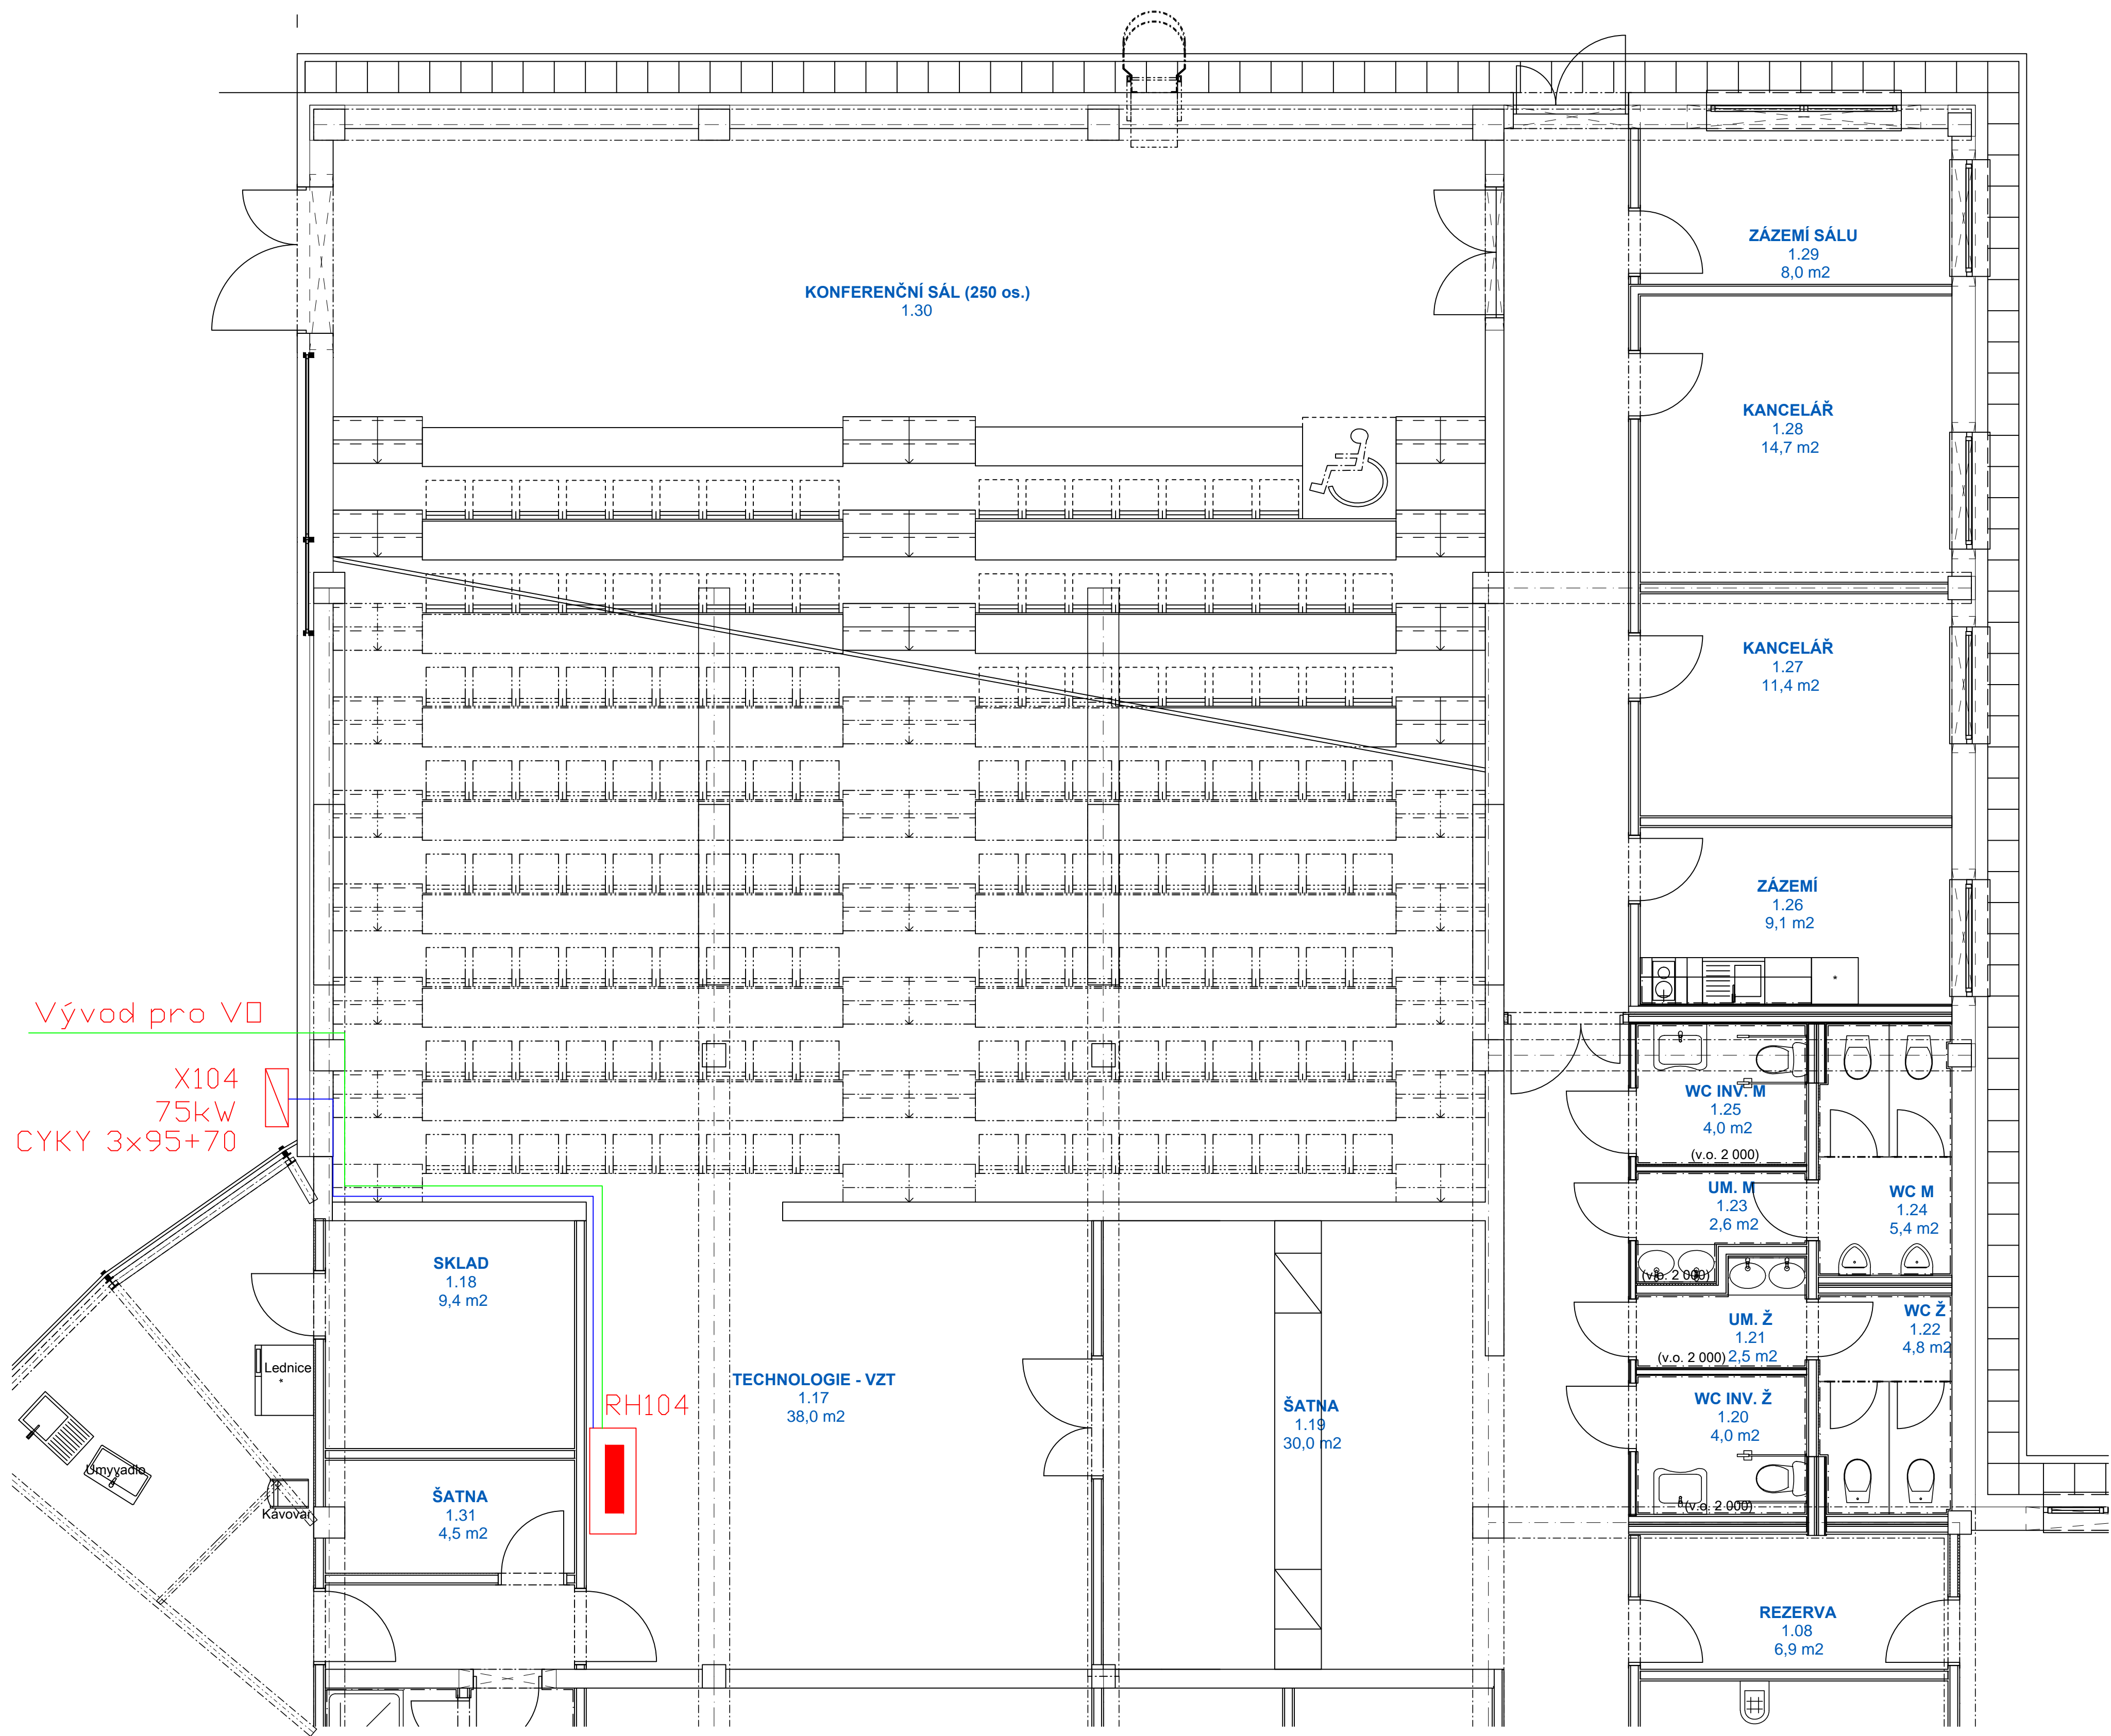 ZÁZEMÍ SÁLU
1.29
8,0 m2
KONFERENČNÍ SÁL (250 os.)
1.30
KANCELÁŘ
1.28
14,7 m2
KANCELÁŘ
1.27
11,4 m2
ZÁZEMÍ
1.26
9,1 m2
Vývod pro VO
X104
75kW
CYKY 3x95+70
WC INV. M
1.25
4,0 m2
(v.o. 2 000)
UM. M
1.23
2,6 m2
(v.o. 2 000)
WC M
1.24
5,4 m2
SKLAD
1.18
9,4 m2
UM. Ž
1.21
(v.o. 2 000) 2,5 m2
WC Ž
1.22
4,8 m2
Lednice
*
TECHNOLOGIE - VZT
1.17
38,0 m2
RH104
ŠATNA
1.19
30,0 m2
WC INV. Ž
1.20
4,0 m2
(v.o. 2 000)
Umyvadlo
Kávovar
ŠATNA
1.31
4,5 m2
REZERVA
1.08
6,9 m2